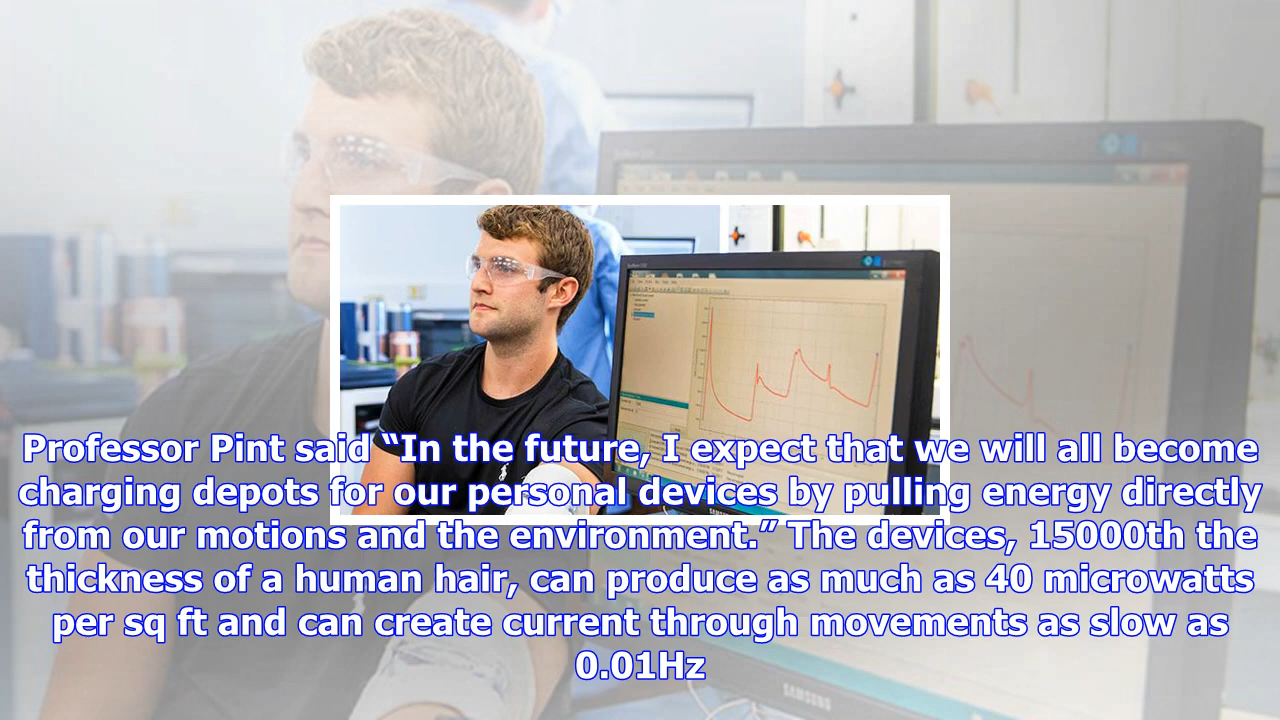 Professor Pint said “In the future, I expect that we will all become
charging depots for our personal devices by pulling energy directly
from our motions and the environment.” The devices, 15000th the
thickness of a human hair, can produce as much as 40 microwatts
per sq ft and can create current through movements as slow as
0.01Hz
SAMSUNG